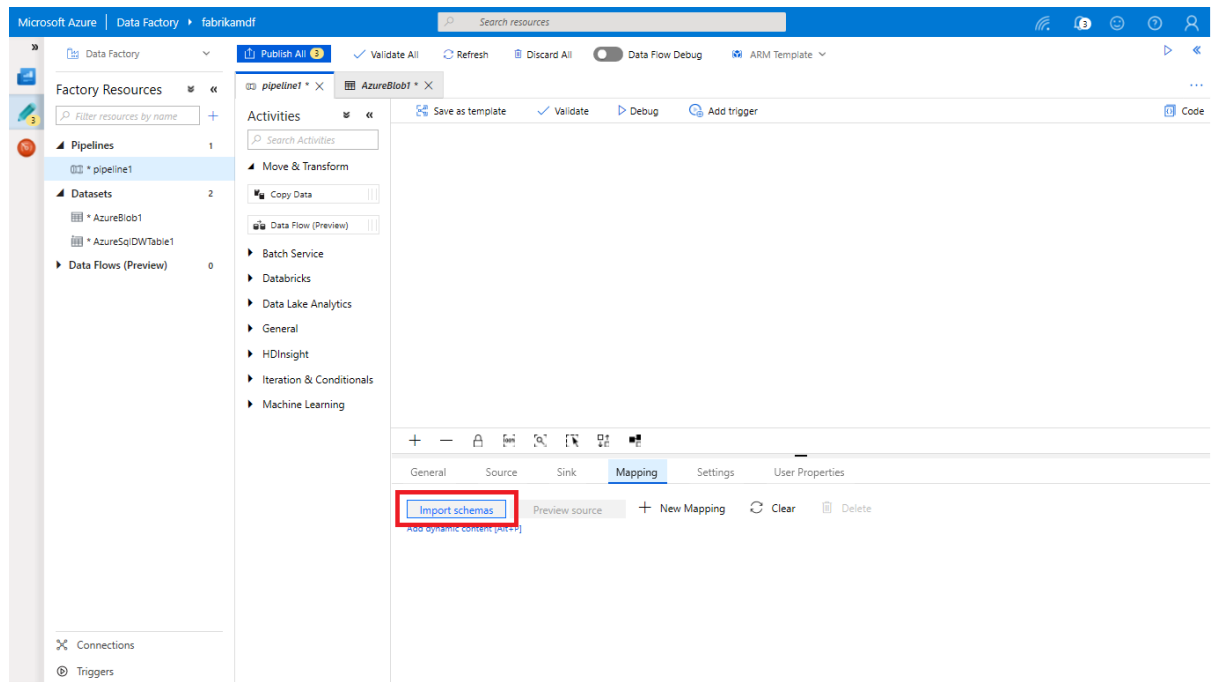 Microsoft Azure | Data Factory fabrikamdf
Search resources
3
Data Factory
Publish All 3
Validate All
Refresh
Discard All
Data Flow Debug
ARM Template
Factory Resources
pipeline1 *
AzureBlob1 *
Filter resources by name
Activities
Save as template
Validate
Debug
Add trigger
Code
3
Pipelines 1
Search Activities
* pipeline1
Move & Transform
Datasets 2
Copy Data
* AzureBlob1
Data Flow (Preview)
* AzureSqlDWTable1
Batch Service
Data Flows (Preview) 0
Databricks
Data Lake Analytics
General
HDInsight
Iteration & Conditionals
Machine Learning
General
Source
Sink
Mapping
Settings
User Properties
Import schemas
Preview source
New Mapping
Clear
Delete
Add dynamic content [Alt+P]
Connections
Triggers